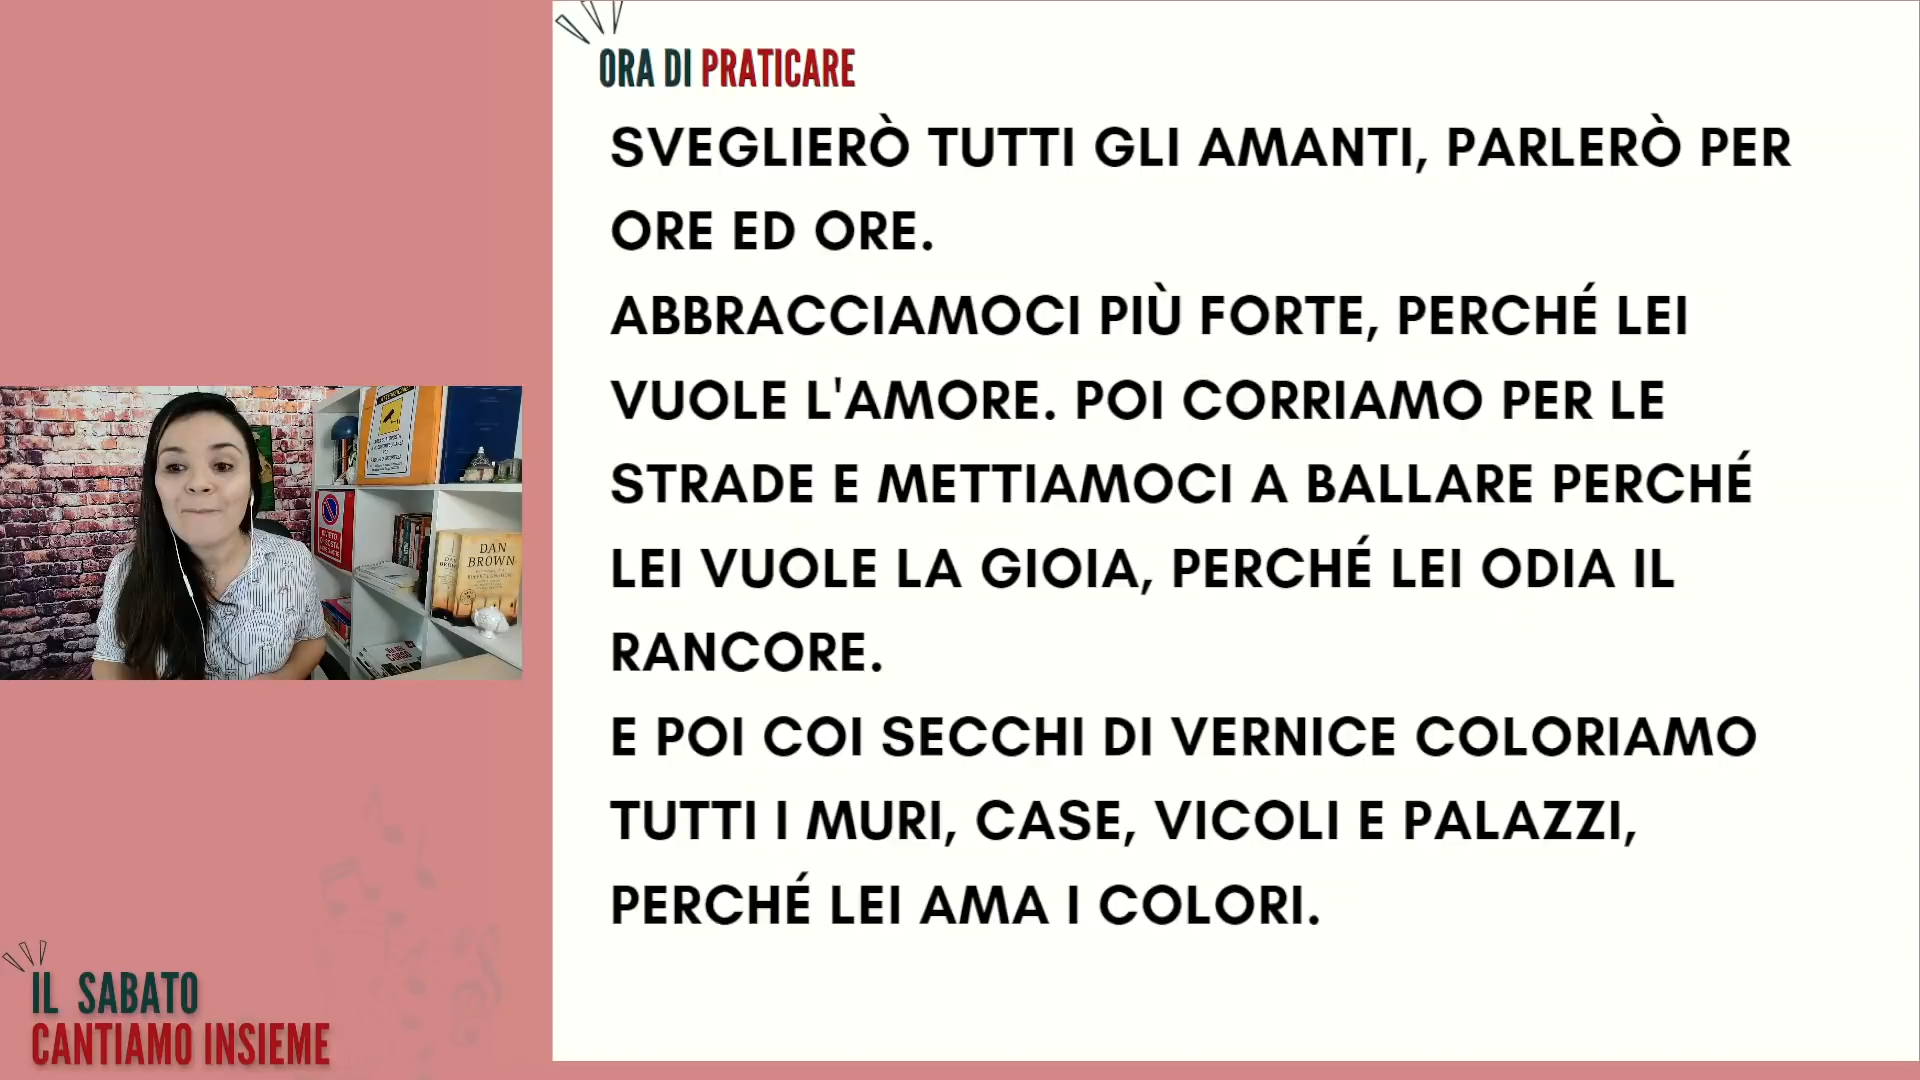 ORA DI PRATICARE
SVEGLIERÒ TUTTI GLI AMANTI, PARLERÒ PER
ORE ED ORE.
ABBRACCIAMOCI PIÙ FORTE, PERCHÉ LEI
VUOLE L'AMORE. POI CORRIAMO PER LE
STRADE E METTIAMOCI A BALLARE PERCHÉ
LEI VUOLE LA GIOIA, PERCHÉ LEI ODIA IL
RANCORE.
E POI COI SECCHI DI VERNICE COLORIAMO
TUTTI I MURI, CASE, VICOLI E PALAZZI,
PERCHÉ LEI AMA I COLORI.
DAN
BROWN
IL SABATO
CANTIAMO INSIEME